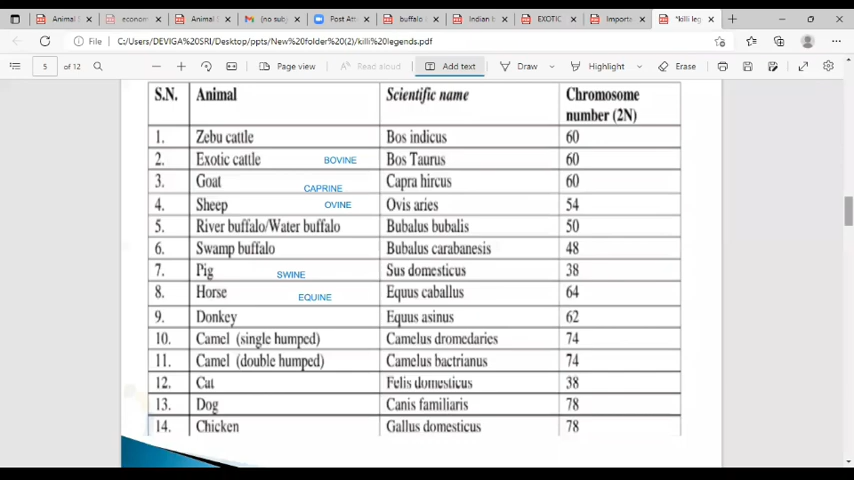 Animal S
econom
Animal
(no subj
Post Att
buffalo
Indian b
EXOTIC
Importa
*killi leg
File C:/Users/DEVIGA%20SRI/Desktop/ppts/New%20folder%20(2)/killi%20legends.pdf
5 of 12 Page view Read aloud Add text Draw Highlight Erase
S.N. Animal Scientific name Chromosome
number (2N)
1. Zebu cattle Bos indicus 60
2. Exotic cattle BOVINE Bos Taurus 60
3. Goat CAPRINE Capra hircus 60
4. Sheep OVINE Ovis aries 54
5. River buffalo/Water buffalo Bubalus bubalis 50
6. Swamp buffalo Bubalus carabanesis 48
7. Pig SWINE Sus domesticus 38
8. Horse EQUINE Equus caballus 64
9. Donkey Equus asinus 62
10. Camel (single humped) Camelus dromedaries 74
11. Camel (double humped) Camelus bactrianus 74
12. Cat Felis domesticus 38
13. Dog Canis familiaris 78
14. Chicken Gallus domesticus 78